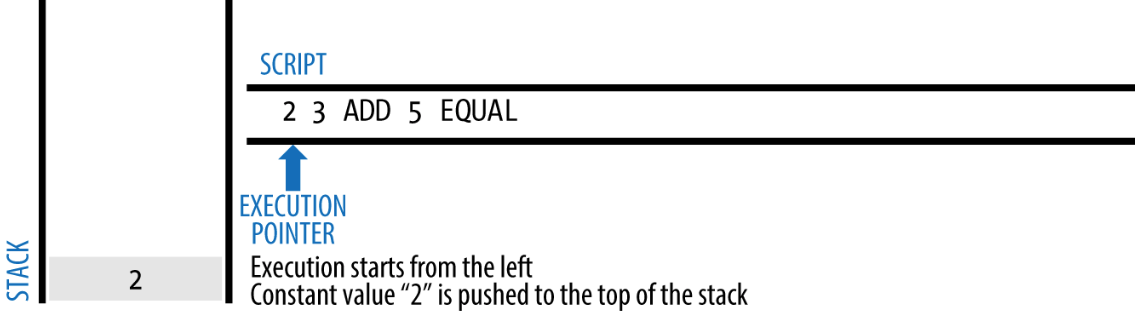 SCRIPT
2 3 ADD 5 EQUAL
EXECUTION
POINTER
STACK
2
Execution starts from the left
Constant value “2” is pushed to the top of the stack